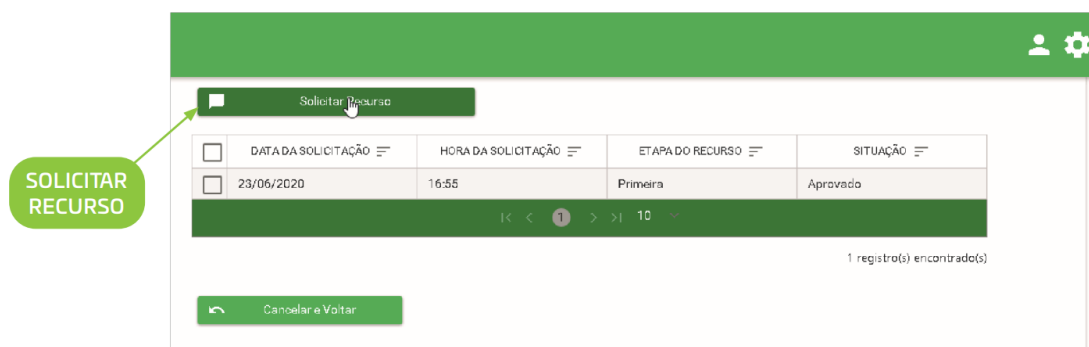 Solicitar Recurso
DATA DA SOLICITAÇÃO HORA DA SOLICITAÇÃO ETAPA DO RECURSO SITUAÇÃO
SOLICITAR
RECURSO
23/06/2020 16:55 Primeira Aprovado
1 10
1 registro(s) encontrado(s)
Cancelar e Voltar